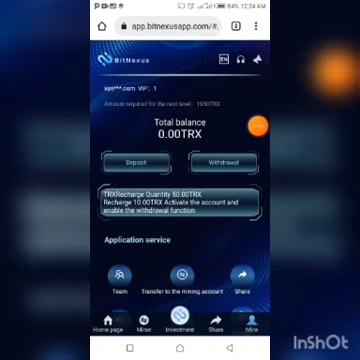 84% 12:24 AM
app.bitnexusapp.com/#
BitNexus
EN
ken***.com VIP: 1
Amount required for the next level : 1950TRX
Total balance
0.00TRX
Deposit
Withdrawal
TRXRecharge Quantity 50.00TRX
Recharge 10.00TRX Activate the account and
enable the withdrawal function
Application service
Team
Transfer to the mining account
Share
Home page
Miner
Investment
Share
Mine
InShOt